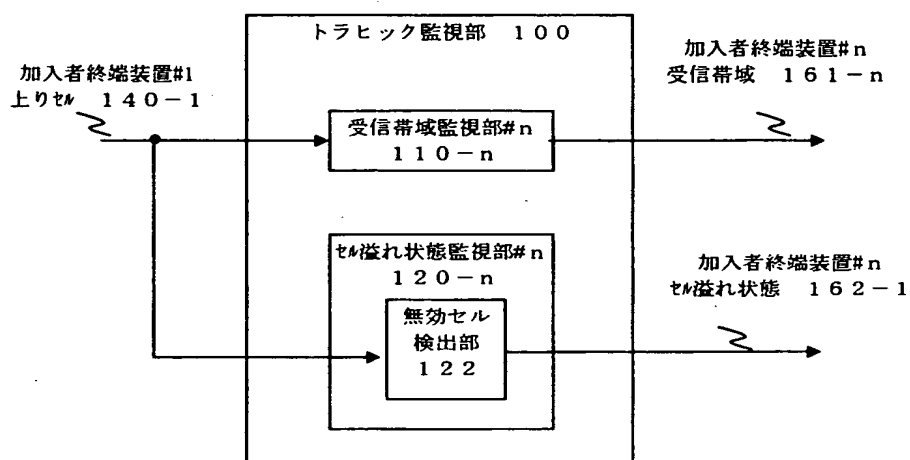 トラヒック監視部 １００
加入者終端装置#1
上りｾﾙ １４０－１
加入者終端装置#n
受信帯域 １６１－n
受信帯域監視部#n
１１０－n
ｾﾙ溢れ状態監視部#n
１２０－n
無効セル
検出部
１２２
加入者終端装置#n
ｾﾙ溢れ状態 １６２－１